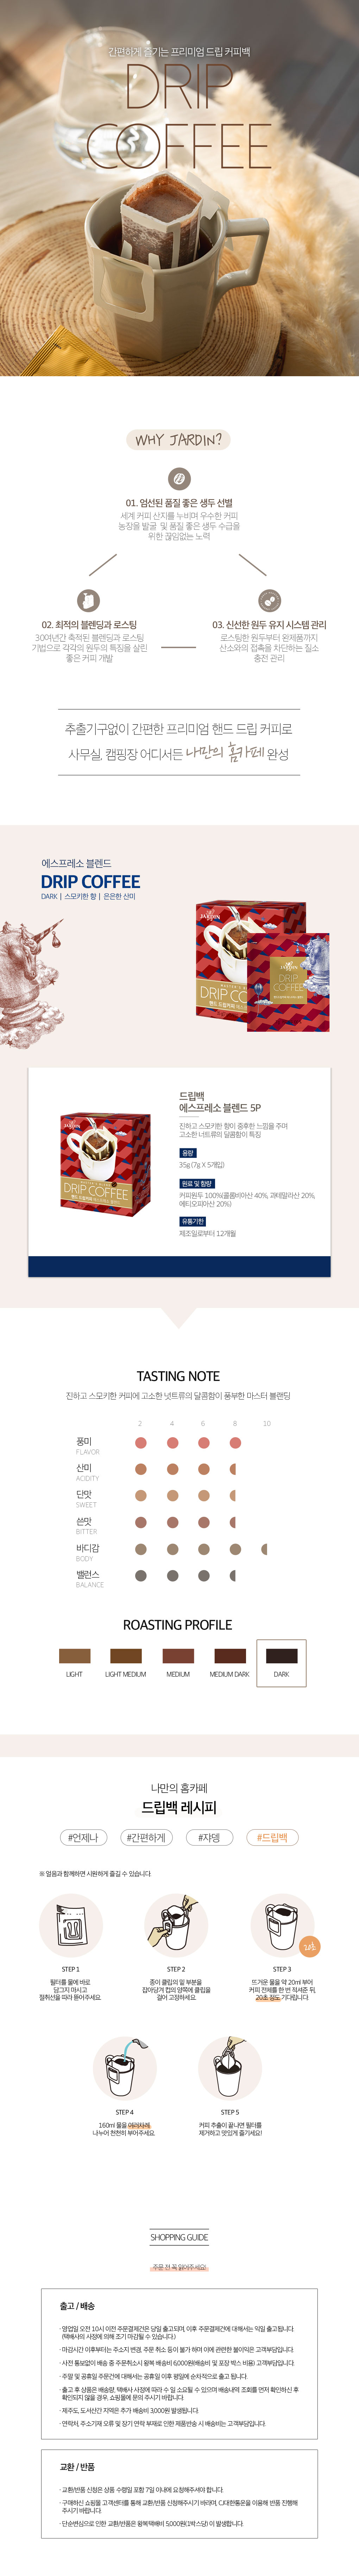 간편하게 즐기는 프리미엄 드립 커피백
DRIP
COFFEE
WHY JARDIN?
01. 엄선된 품질 좋은 생두 선별
세계 커피 산지를 누비며 우수한 커피
농장을 발굴 및 품질 좋은 생두 수급을
위한 끊임없는 노력
02. 최적의 블렌딩과 로스팅
30여년간 축적된 블렌딩과 로스팅
기법으로 각각의 원두의 특징을 살린
좋은 커피 개발
03. 신선한 원두 유지 시스템 관리
로스팅한 원두부터 완제품까지
산소와의 접촉을 차단하는 질소
충전 관리
추출기구없이 간편한 프리미엄 핸드 드립 커피로
사무실, 캠핑장 어디서든 나만의 홈카페 완성
에스프레소 블렌드
DRIP COFFEE
DARK | 스모키한 향 | 은은한 산미
JARDIN
DRIP CO
핸드 드립커피
JARDIN
DRIP
COFFEE
드립백
에스프레소 블렌드 5P
진하고 스모키한 향이 중후한 느낌을 주며
고소한 너트류의 달콤함이 특징
용량
35g (7g X 5개입)
원료 및 함량
커피원두 100%(콜롬비아산 40%, 과테말라산 20%,
에티오피아산 20%)
유통기한
제조일로부터 12개월
JARDIN
DRIP COFFEE
TASTING NOTE
진하고 스모키한 커피에 고소한 넛트류의 달콤함이 풍부한 마스터 블랜딩
2 4 6 8 10
풍미
FLAVOR
산미
ACIDITY
단맛
SWEET
쓴맛
BITTER
바디감
BODY
밸런스
BALANCE
ROASTING PROFILE
LIGHT LIGHT MEDIUM MEDIUM MEDIUM DARK DARK
나만의 홈카페
드립백 레시피
#언제나 #간편하게 #쟈뎅 #드립백
※ 얼음과 함께하면 시원하게 즐길 수 있습니다.
STEP 1
필터를 물에 바로
담그지 마시고
절취선을 따라 뜯어주세요.
STEP 2
종이 클립의 밑 부분을
잡아당겨 컵의 양쪽에 클립을
걸어 고정하세요.
20초
STEP 3
뜨거운 물을 약 20ml 부어
커피 전체를 한 번 적셔준 뒤,
20초 정도 기다립니다.
STEP 4
160ml 물을 여러차례
나누어 천천히 부어주세요.
STEP 5
커피 추출이 끝나면 필터를
제거하고 맛있게 즐기세요!
SHOPPING GUIDE
주문 전 꼭 읽어주세요!
출고 / 배송
· 영업일 오전 10시 이전 주문결제건은 당일 출고되며, 이후 주문결제건에 대해서는 익일 출고됩니다.
(택배사의 사정에 의해 조기 마감될 수 있습니다.)
· 마감시간 이후부터는 주소지 변경, 주문 취소 등이 불가 하며 이에 관련한 불이익은 고객부담입니다.
· 사전 통보없이 배송 중 주문취소시 왕복 배송비 6,000원(배송비 및 포장 박스 비용) 고객부담입니다.
· 주말 및 공휴일 주문건에 대해서는 공휴일 이후 평일에 순차적으로 출고 됩니다.
· 출고 후 상품은 배송량, 택배사 사정에 따라 수 일 소요될 수 있으며 배송내역 조회를 먼저 확인하신 후
확인되지 않을 경우, 쇼핑몰에 문의 주시기 바랍니다.
· 제주도, 도서산간 지역은 추가 배송비 3,000원 발생됩니다.
· 연락처, 주소기재 오류 및 장기 연락 부재로 인한 제품반송 시 배송비는 고객부담입니다.
교환 / 반품
· 교환/반품 신청은 상품 수령일 포함 7일 이내에 요청해주셔야 합니다.
· 구매하신 쇼핑몰 고객센터를 통해 교환/반품 신청해주시기 바라며, CJ대한통운을 이용해 반품 진행해
주시기 바랍니다.
· 단순변심으로 인한 교환/반품은 왕복 택배비 5,000원(1박스당) 이 발생합니다.